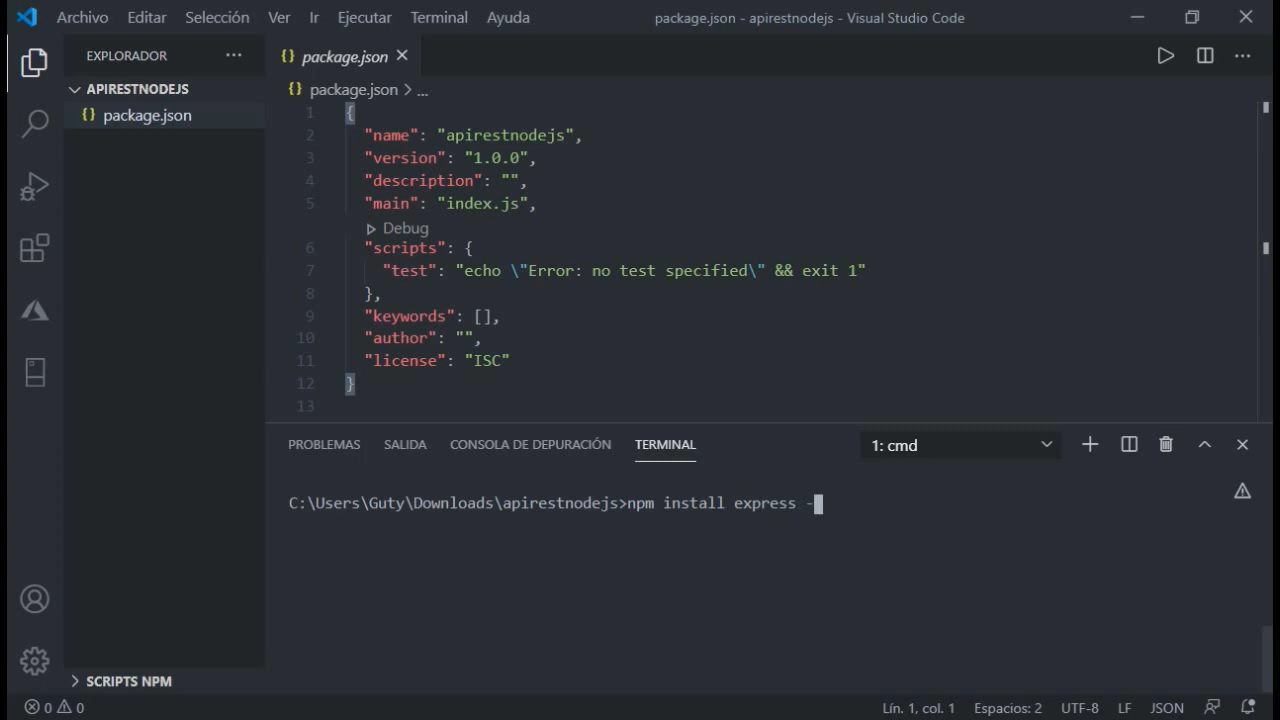 Archivo Editar Selección Ver Ir Ejecutar Terminal Ayuda package.json - apirestnodejs - Visual Studio Code
EXPLORADOR
APIRESTNODEJS
{} package.json
SCRIPTS NPM
{} package.json
{} package.json > ...
1 {
2 "name": "apirestnodejs",
3 "version": "1.0.0",
4 "description": "",
5 "main": "index.js",
Debug
6 "scripts": {
7 "test": "echo \"Error: no test specified\" && exit 1"
8 },
9 "keywords": [],
10 "author": "",
11 "license": "ISC"
12 }
13
PROBLEMAS SALIDA CONSOLA DE DEPURACIÓN TERMINAL 1: cmd
C:\Users\Guty\Downloads\apirestnodejs>npm install express -
0 0 Lín. 1, col. 1 Espacios: 2 UTF-8 LF JSON